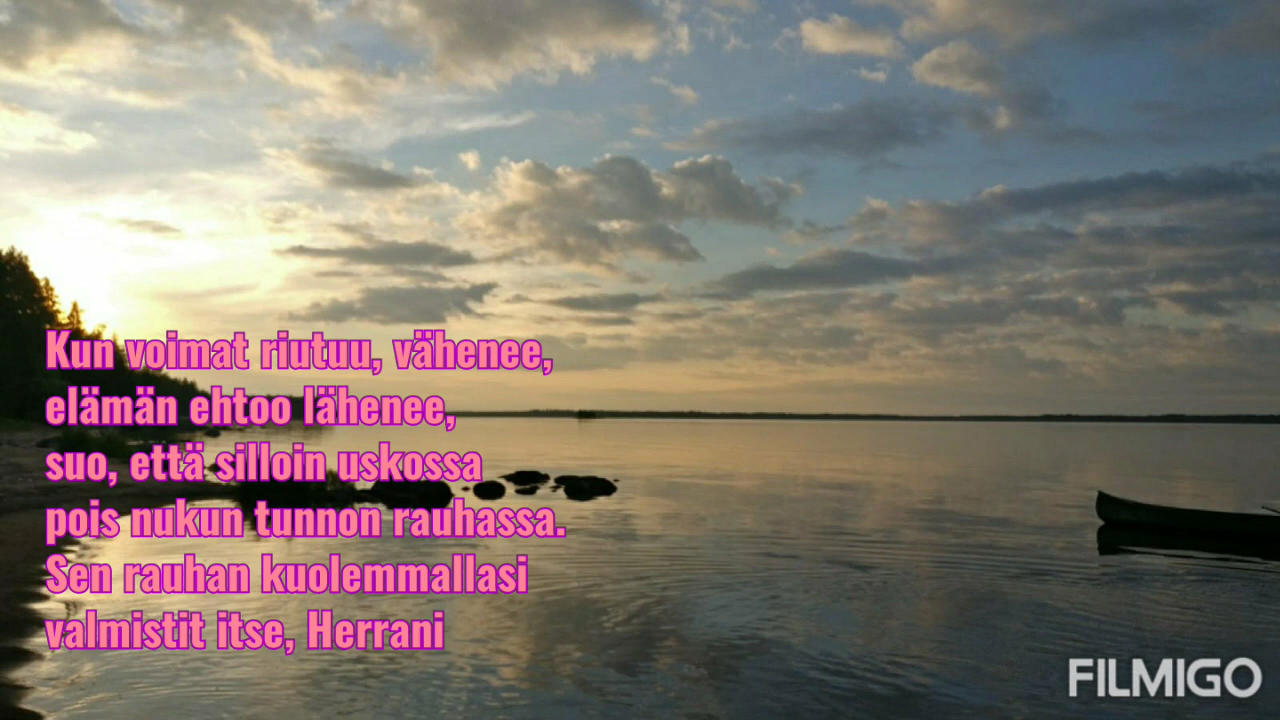 Kun voimat riutuu, vähenee,
elämän ehtoo lähenee,
suo, että silloin uskossa
pois nukun tunnon rauhassa.
Sen rauhan kuolemmallasi
valmistit itse, Herrani
FILMIGO